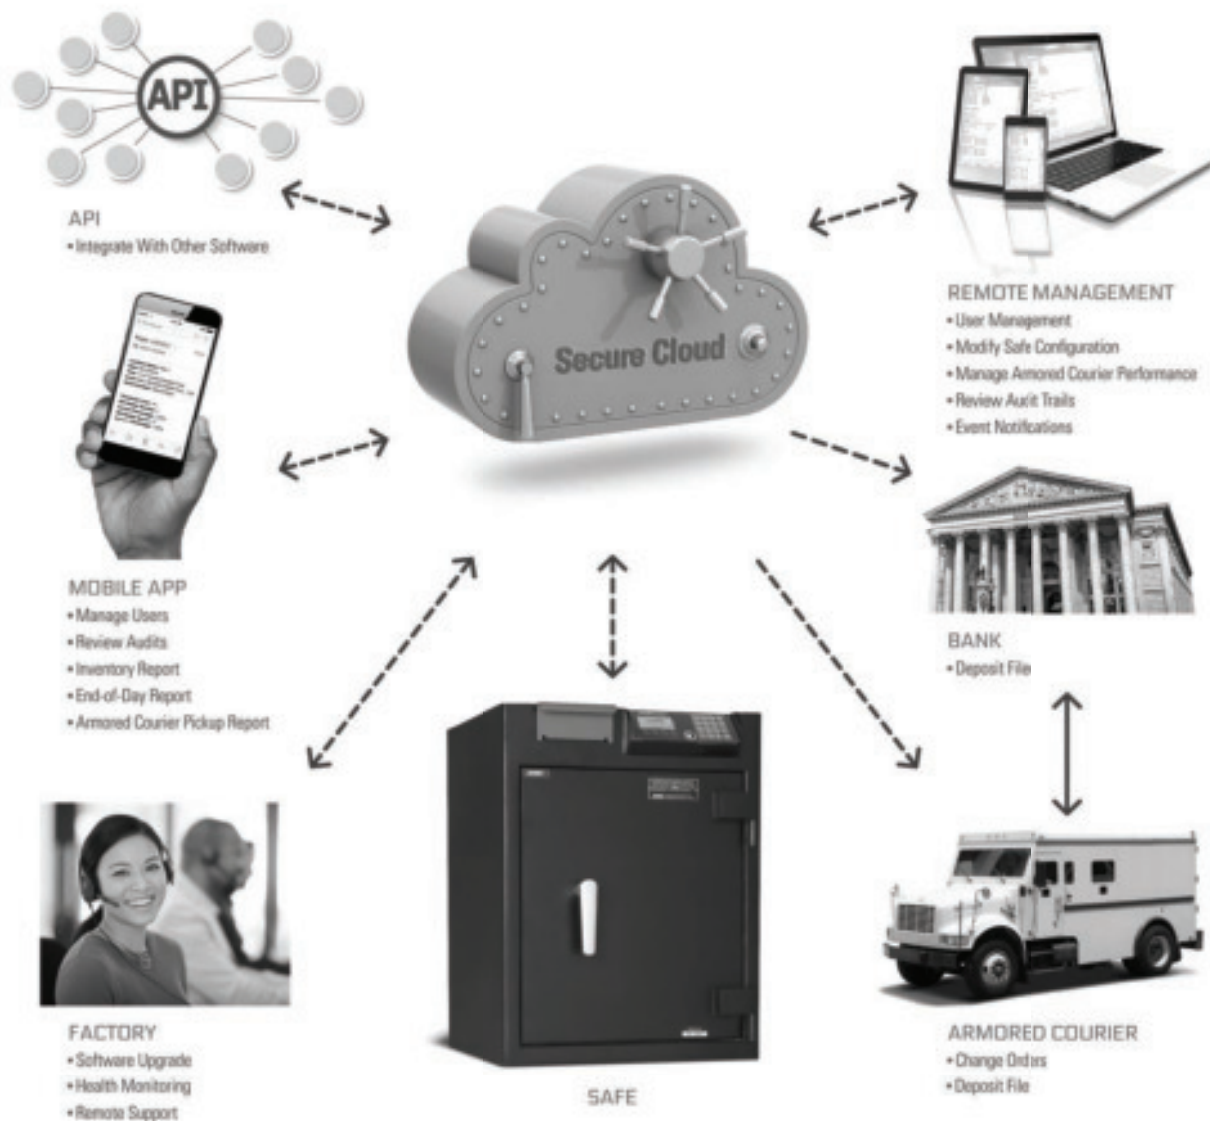 API
API
• Integrate With Other Software
Secure Cloud
REMOTE MANAGEMENT
• User Management
• Modify Safe Configuration
• Manage Armored Courier Performance
• Review Audit Trails
• Event Notifications
MOBILE APP
• Manage Users
• Review Audits
• Inventory Report
• End-of-Day Report
• Armored Courier Pickup Report
BANK
• Deposit File
FACTORY
• Software Upgrade
• Health Monitoring
• Remote Support
SAFE
ARMORED COURIER
• Change Orders
• Deposit File